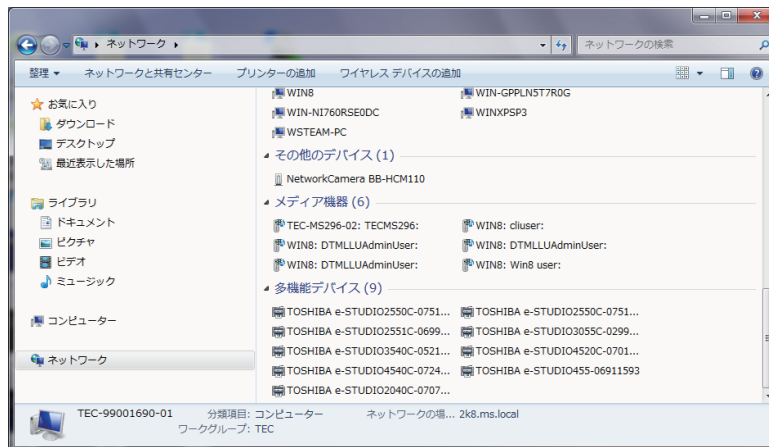 ネットワーク
ネットワークの検索
整理 ネットワークと共有センター プリンターの追加 ワイヤレス デバイスの追加
お気に入り
ダウンロード
デスクトップ
最近表示した場所
ライブラリ
ドキュメント
ピクチャ
ビデオ
ミュージック
コンピューター
ネットワーク
WIN8 WIN-GPPLN5T7R0G
WIN-NI760RSE0DC WINXPSP3
WSTEAM-PC
その他のデバイス (1)
NetworkCamera BB-HCM110
メディア機器 (6)
TEC-MS296-02: TECMS296: WIN8: cliuser:
WIN8: DTMLLUAdminUser: WIN8: DTMLLUAdminUser:
WIN8: DTMLLUAdminUser: WIN8: Win8 user:
多機能デバイス (9)
TOSHIBA e-STUDIO2550C-0751... TOSHIBA e-STUDIO2550C-0751...
TOSHIBA e-STUDIO2551C-0699... TOSHIBA e-STUDIO3055C-0299...
TOSHIBA e-STUDIO3540C-0521... TOSHIBA e-STUDIO4520C-0701...
TOSHIBA e-STUDIO4540C-0724... TOSHIBA e-STUDIO455-06911593
TOSHIBA e-STUDIO2040C-0707...
TEC-99001690-01 分類項目: コンピューター ネットワークの場... 2k8.ms.local
ワークグループ: TEC